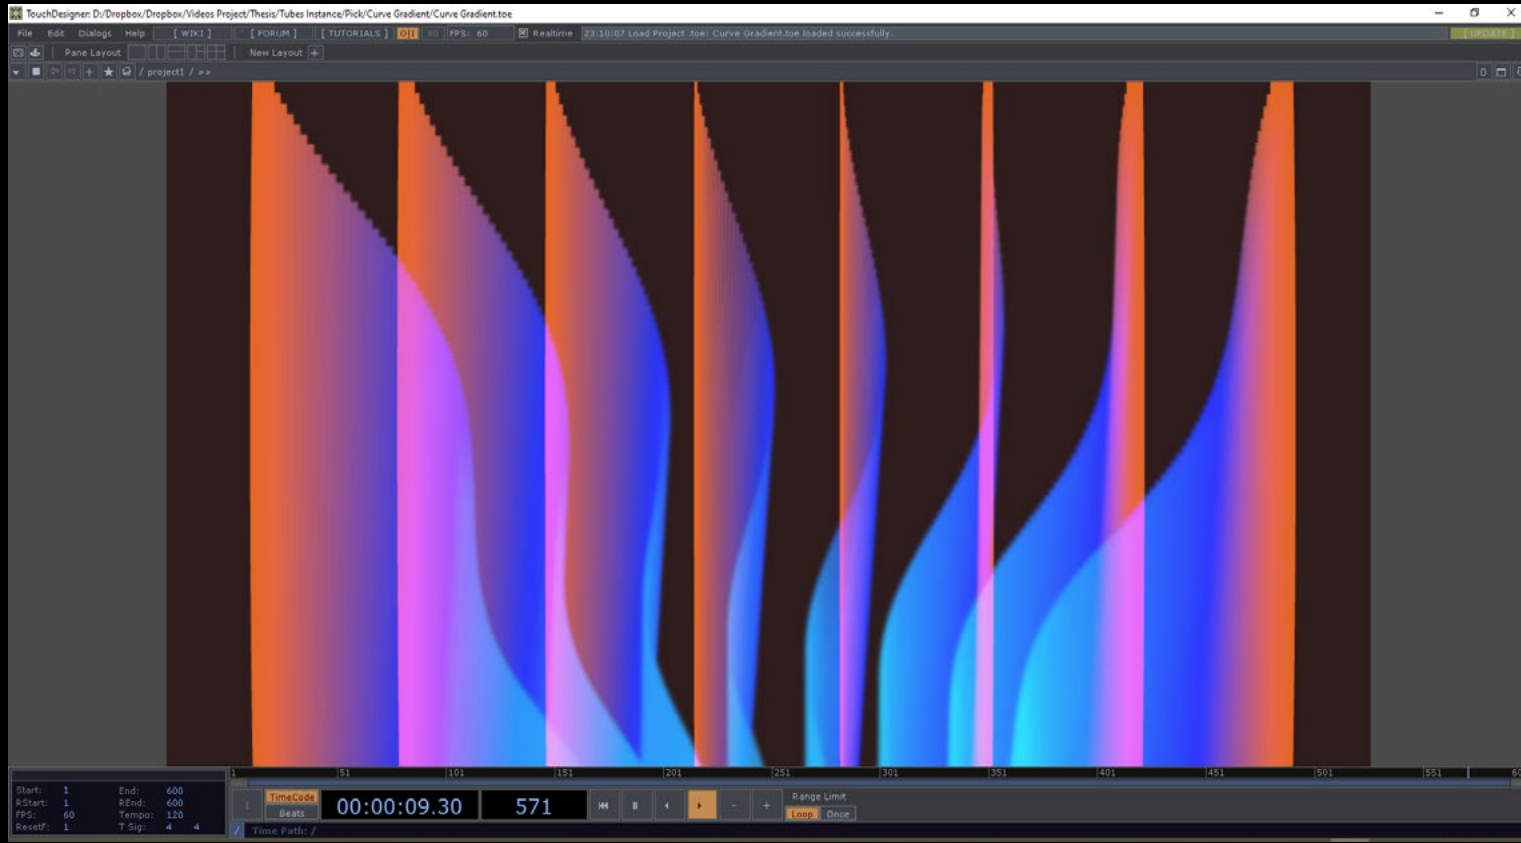 TouchDesigner: D:/Dropbox/Dropbox/Videos Project/Thesis/Tubes Instance/Pick/Curve Gradient/Curve Gradient.toe
File Edit Dialogs Help [ WIKI ] [ FORUM ] [ TUTORIALS ] O|I 60 FPS: 60 Realtime 23:10:07 Load Project .toe: Curve Gradient.toe loaded successfully. [ UPDATE ]
Pane Layout New Layout +
/ project1 / >> 0
1 51 101 151 201 251 301 351 401 451 501 551
Start: 1 End: 600
RStart: 1 REnd: 600
FPS: 60 Tempo: 120
ResetF: 1 T Sig: 4 4
TimeCode
Beats
00:00:09.30 571
Range Limit
Loop Once
/ Time Path: /